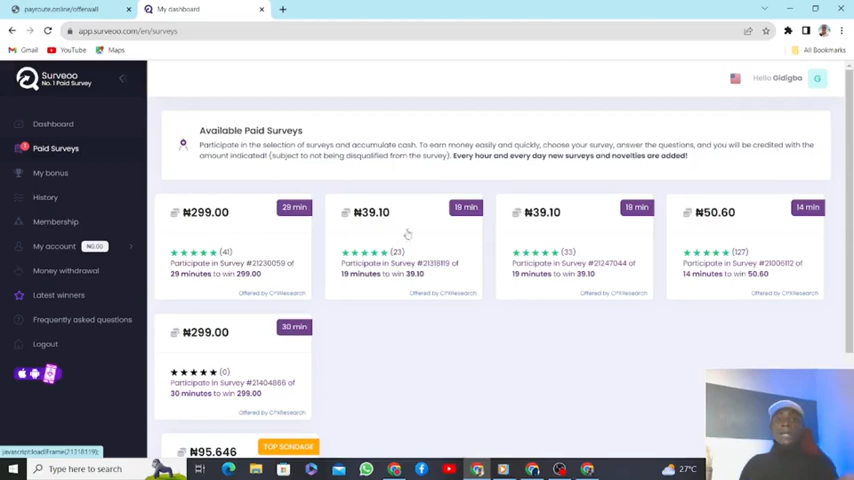 payroute.online/offerwall
My dashboard
app.surveoo.com/en/surveys
Gmail
YouTube
Maps
All Bookmarks
Surveoo
No. 1 Paid Survey
Hello Gidigba
G
Dashboard
Paid Surveys
My bonus
History
Membership
My account
₦0.00
Money withdrawal
Latest winners
Frequently asked questions
Logout
Available Paid Surveys
Participate in the selection of surveys and accumulate cash. To earn money easily and quickly, choose your survey, answer the questions, and you will be credited with the
amount indicated! (subject to not being disqualified from the survey). Every hour and every day new surveys and novelties are added!
₦299.00
29 min
(41)
Participate in Survey #21230059 of
29 minutes to win 299.00
Offered by CPXResearch
₦39.10
19 min
(23)
Participate in Survey #21318119 of
19 minutes to win 39.10
Offered by CPXResearch
₦39.10
19 min
(33)
Participate in Survey #21247044 of
19 minutes to win 39.10
Offered by CPXResearch
₦50.60
14 min
(127)
Participate in Survey #21006112 of
14 minutes to win 50.60
Offered by CPXResearch
₦299.00
30 min
(0)
Participate in Survey #21404866 of
30 minutes to win 299.00
Offered by CPXResearch
₦95.646
TOP SONDAGE
javascript:loadIframe(21318119);
Type here to search
27°C